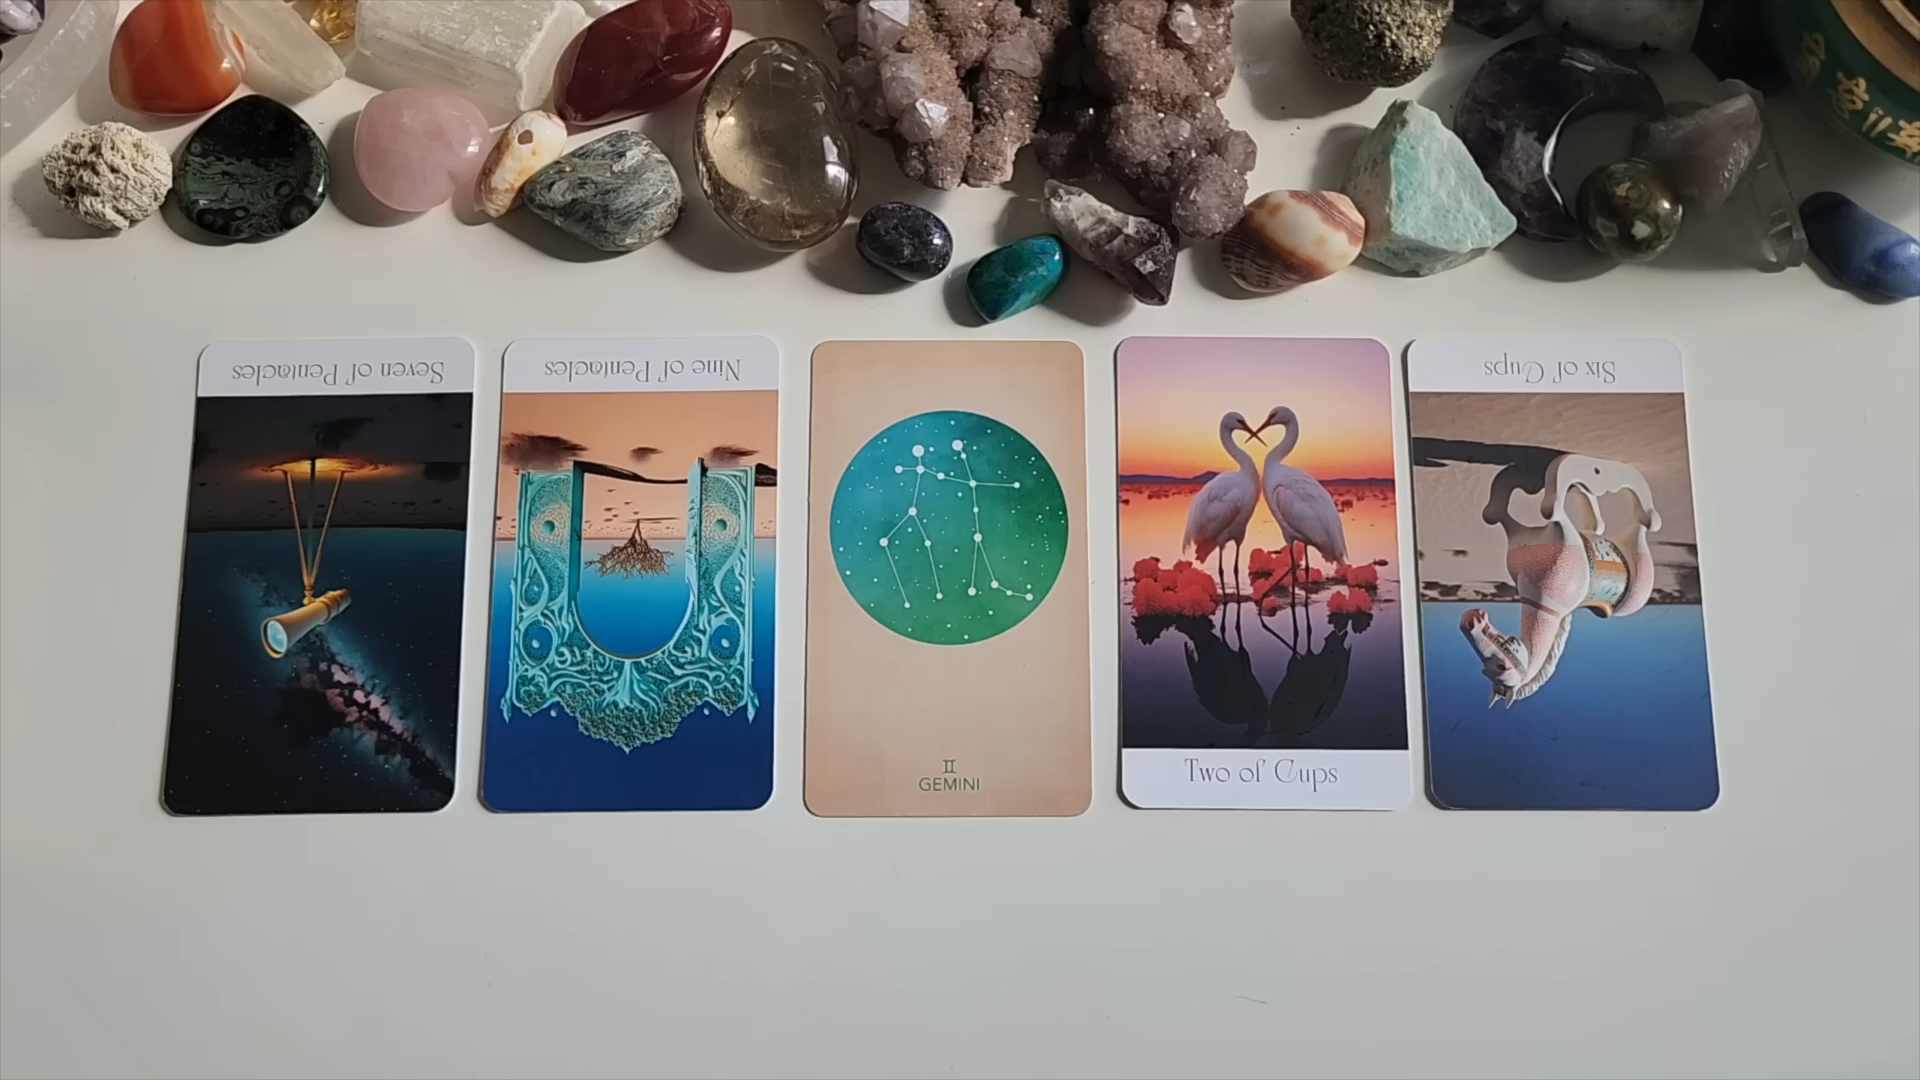 Seven of Pentacles
Nine of Pentacles
♊
GEMINI
Two of Cups
Six of Cups